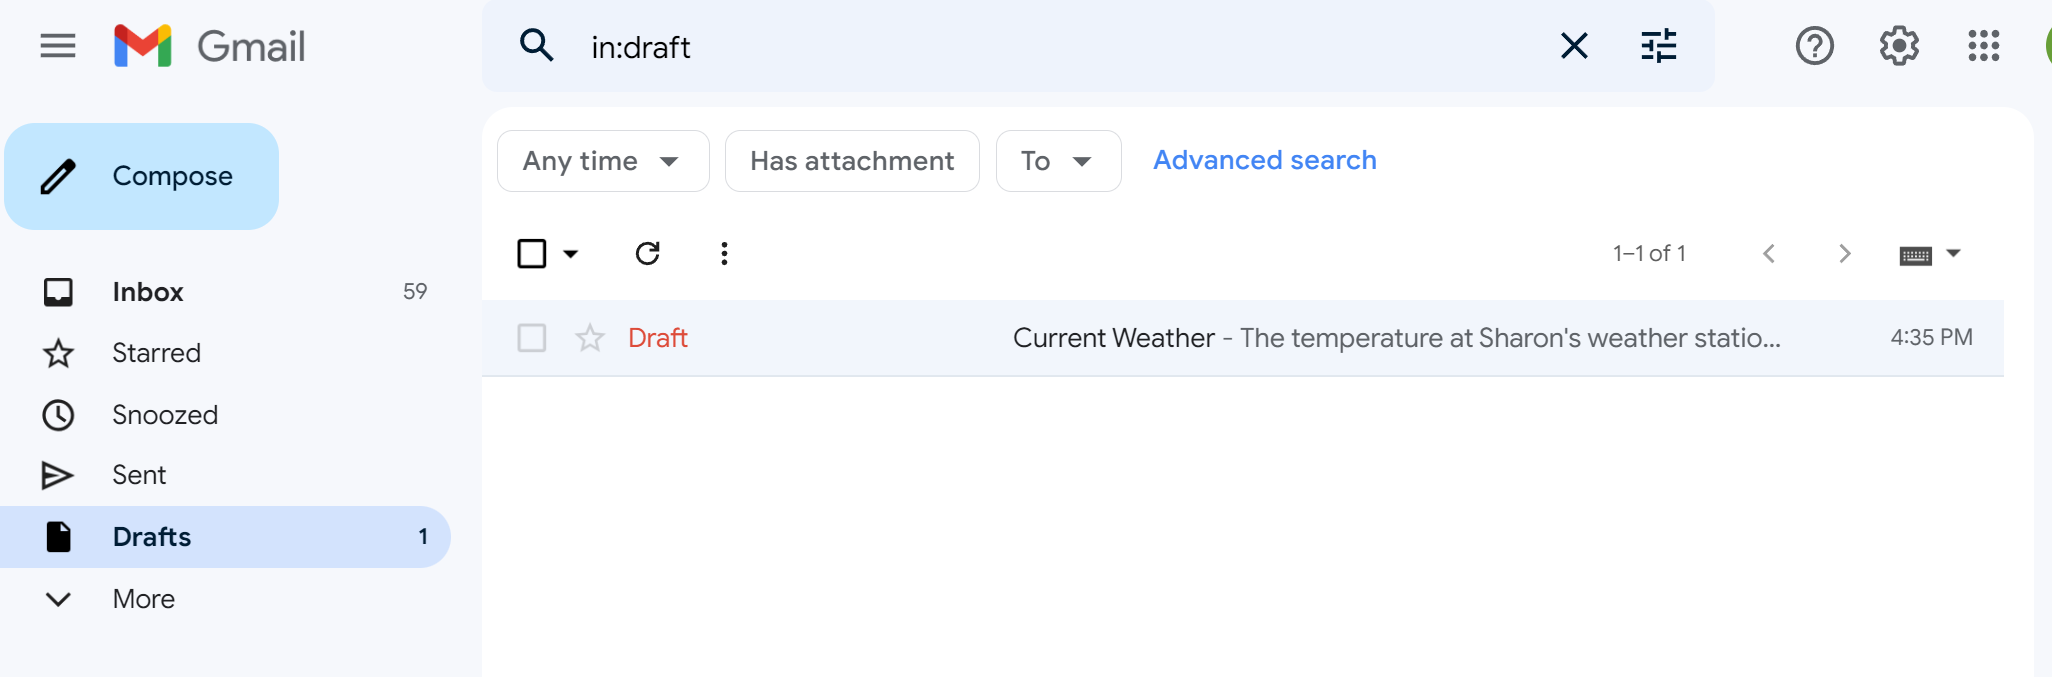 Gmail
in:draft
Compose
Any time
Has attachment
To
Advanced search
1–1 of 1
Inbox 59
Starred
Snoozed
Sent
Drafts 1
More
Draft Current Weather - The temperature at Sharon's weather statio... 4:35 PM